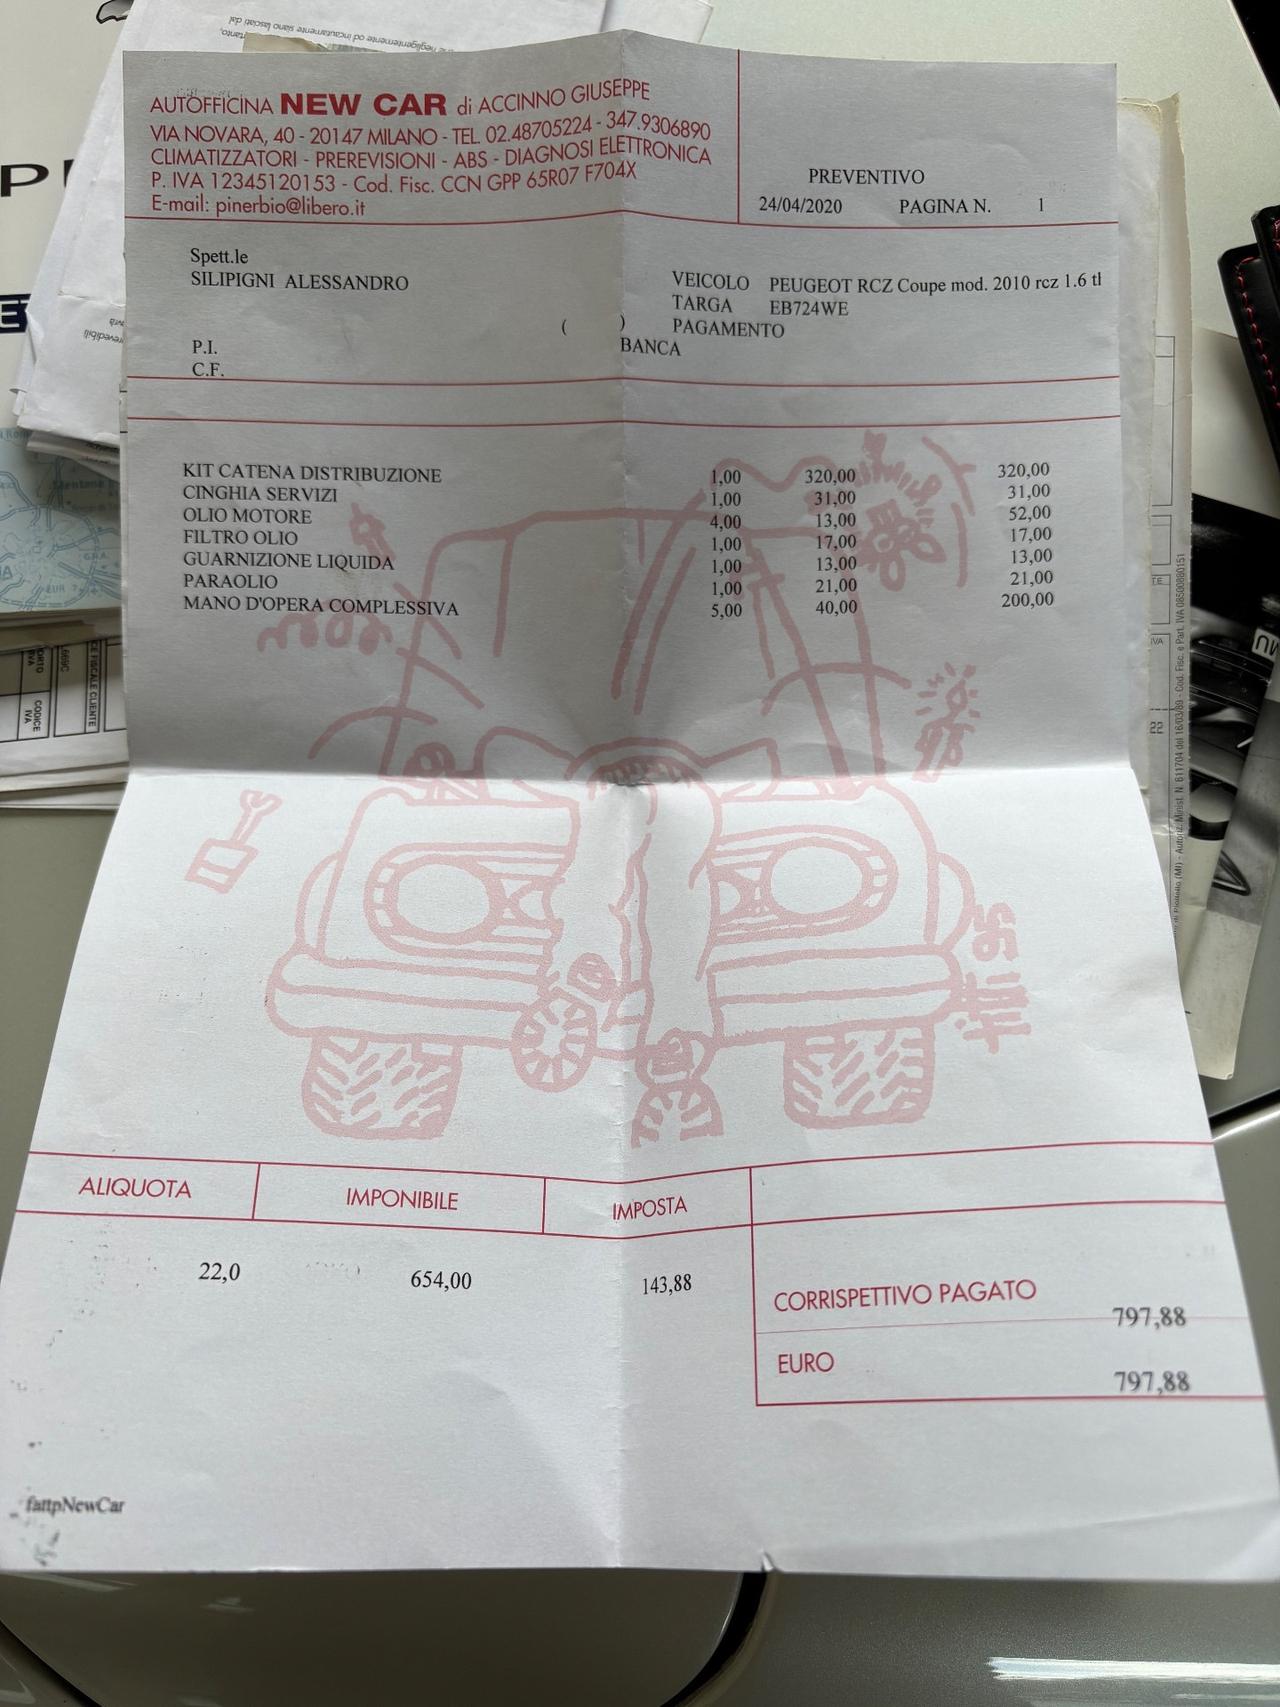 AUTOFFICINA NEW CAR di ACCINNO GIUSEPPE
VIA NOVARA, 40 - 20147 MILANO - TEL. 02.48705224 - 347.9306890
CLIMATIZZATORI - PREREVISIONI - ABS - DIAGNOSI ELETTRONICA
P. IVA 12345120153 - Cod. Fisc. CCN GPP 65R07 F704X
E-mail: pinerbio@libero.it
PREVENTIVO
24/04/2020 PAGINA N. 1
Spett.le
SILIPIGNI ALESSANDRO
VEICOLO PEUGEOT RCZ Coupe mod. 2010 rcz 1.6 tl
TARGA EB724WE
( ) PAGAMENTO
BANCA
P.I.
C.F.
KIT CATENA DISTRIBUZIONE 1,00 320,00 320,00
CINGHIA SERVIZI 1,00 31,00 31,00
OLIO MOTORE 4,00 13,00 52,00
FILTRO OLIO 1,00 17,00 17,00
GUARNIZIONE LIQUIDA 1,00 13,00 13,00
PARAOLIO 1,00 21,00 21,00
MANO D'OPERA COMPLESSIVA 5,00 40,00 200,00
ALIQUOTA IMPONIBILE IMPOSTA
22,0 654,00 143,88
CORRISPETTIVO PAGATO 797,88
EURO 797,88
fattpNewCar
CE FISCALE CLIENTE
CODICE IVA